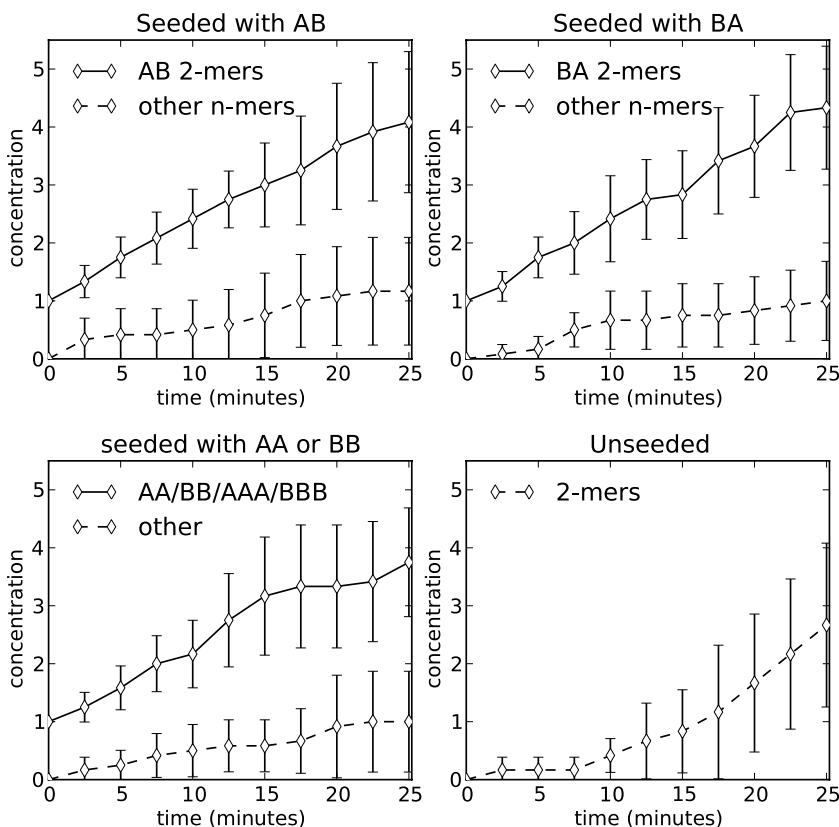 Seeded with AB
AB 2-mers
other n-mers
concentration
5
4
3
2
1
0
0 5 10 15 20 25
time (minutes)
Seeded with BA
BA 2-mers
other n-mers
concentration
5
4
3
2
1
0
0 5 10 15 20 25
time (minutes)
seeded with AA or BB
AA/BB/AAA/BBB
other
concentration
5
4
3
2
1
0
0 5 10 15 20 25
time (minutes)
Unseeded
2-mers
concentration
5
4
3
2
1
0
0 5 10 15 20 25
time (minutes)